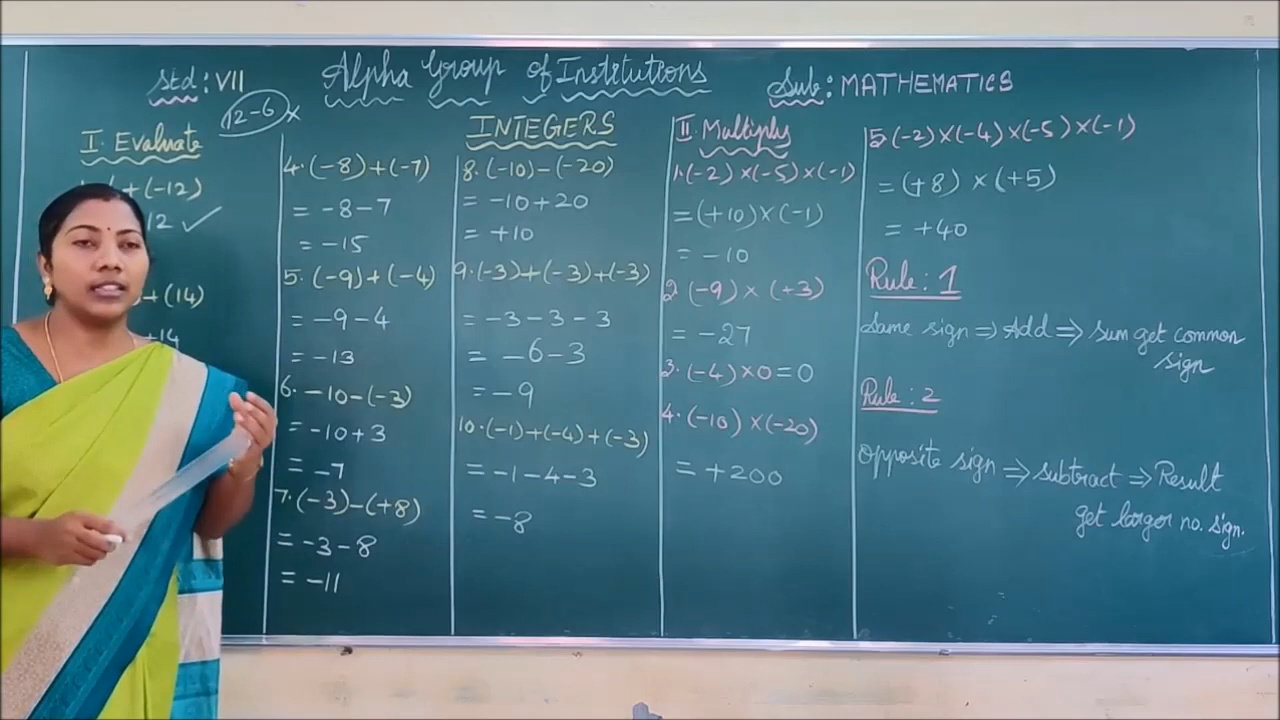 Std: VII
Alpha Group of Institutions
Sub: MATHEMATICS
12-6 x
INTEGERS
I. Evaluate
+(-12)
12 ✓
+(14)
+14
4. (-8)+(-7)
= -8-7
= -15
5. (-9)+(-4)
= -9-4
= -13
6. -10-(-3)
= -10+3
= -7
7. (-3)-(+8)
= -3-8
= -11
8. (-10)-(-20)
= -10+20
= +10
9. (-3)+(-3)+(-3)
= -3-3-3
= -6-3
= -9
10. (-1)+(-4)+(-3)
= -1-4-3
= -8
II. Multiply
1. (-2)×(-5)×(-1)
= (+10)×(-1)
= -10
2 (-9) × (+3)
= -27
3. (-4)×0=0
4. (-10)×(-20)
= +200
5. (-2)×(-4)×(-5)×(-1)
= (+8) × (+5)
= +40
Rule: 1
Same sign ⇒ Add ⇒ sum get common
sign
Rule: 2
opposite sign ⇒ subtract ⇒ Result
get larger no. sign.